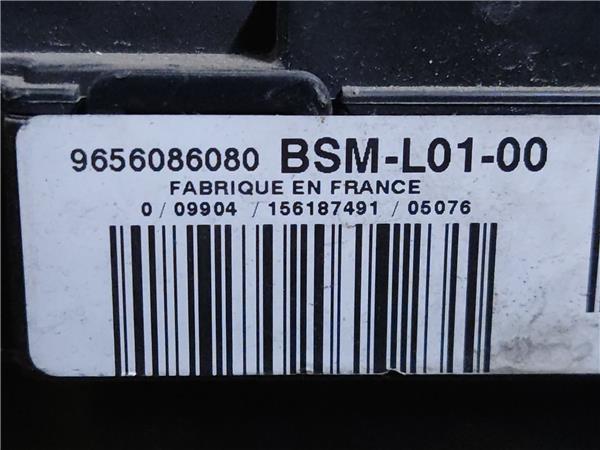 9656086080 BSM-L01-00
FABRIQUE EN FRANCE
0 / 09904 / 156187491 / 05076